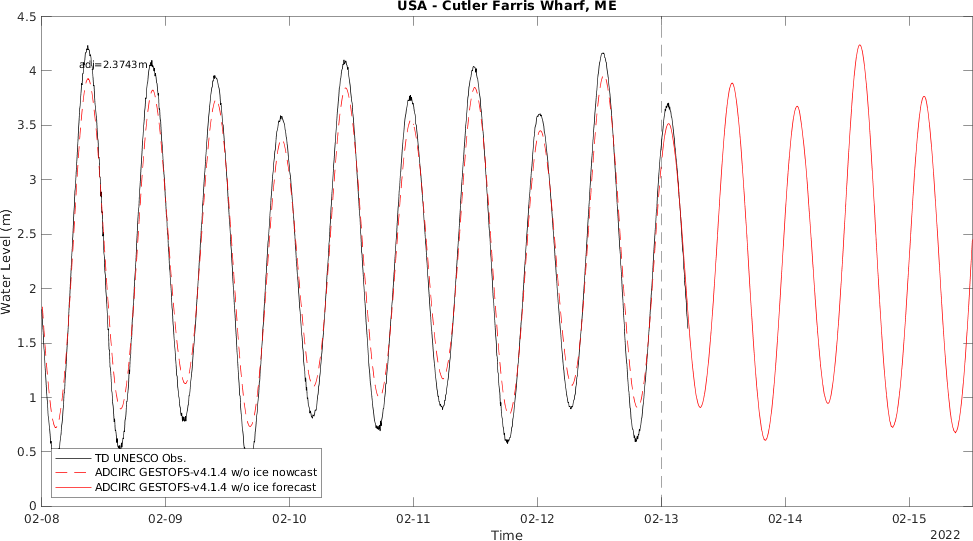 USA - Cutler Farris Wharf, ME
4.5
4
3.5
3
2.5
2
1.5
1
0.5
0
Water Level (m)
adj=2.3743m
TD UNESCO Obs.
ADCIRC GESTOFS-v4.1.4 w/o ice nowcast
ADCIRC GESTOFS-v4.1.4 w/o ice forecast
02-08 02-09 02-10 02-11 02-12 02-13 02-14 02-15
Time
2022